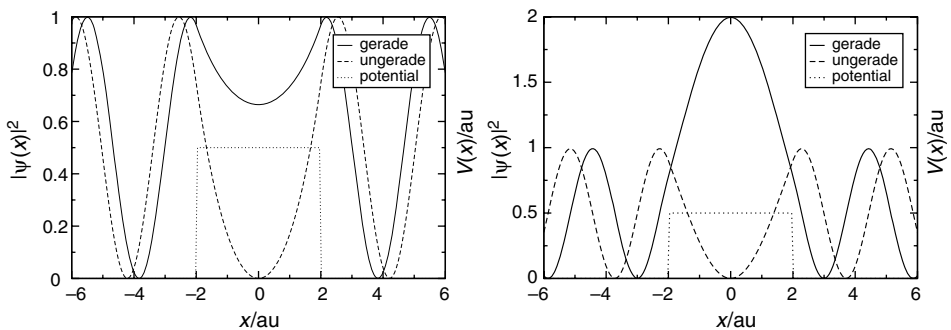 1
0.8
0.6
0.4
0.2
0
|ψ(x)|²
−6 −4 −2 0 2 4 6
x/au
V(x)/au
gerade
ungerade
potential
2
1.5
1
0.5
0
|ψ(x)|²
−6 −4 −2 0 2 4 6
x/au
V(x)/au
gerade
ungerade
potential